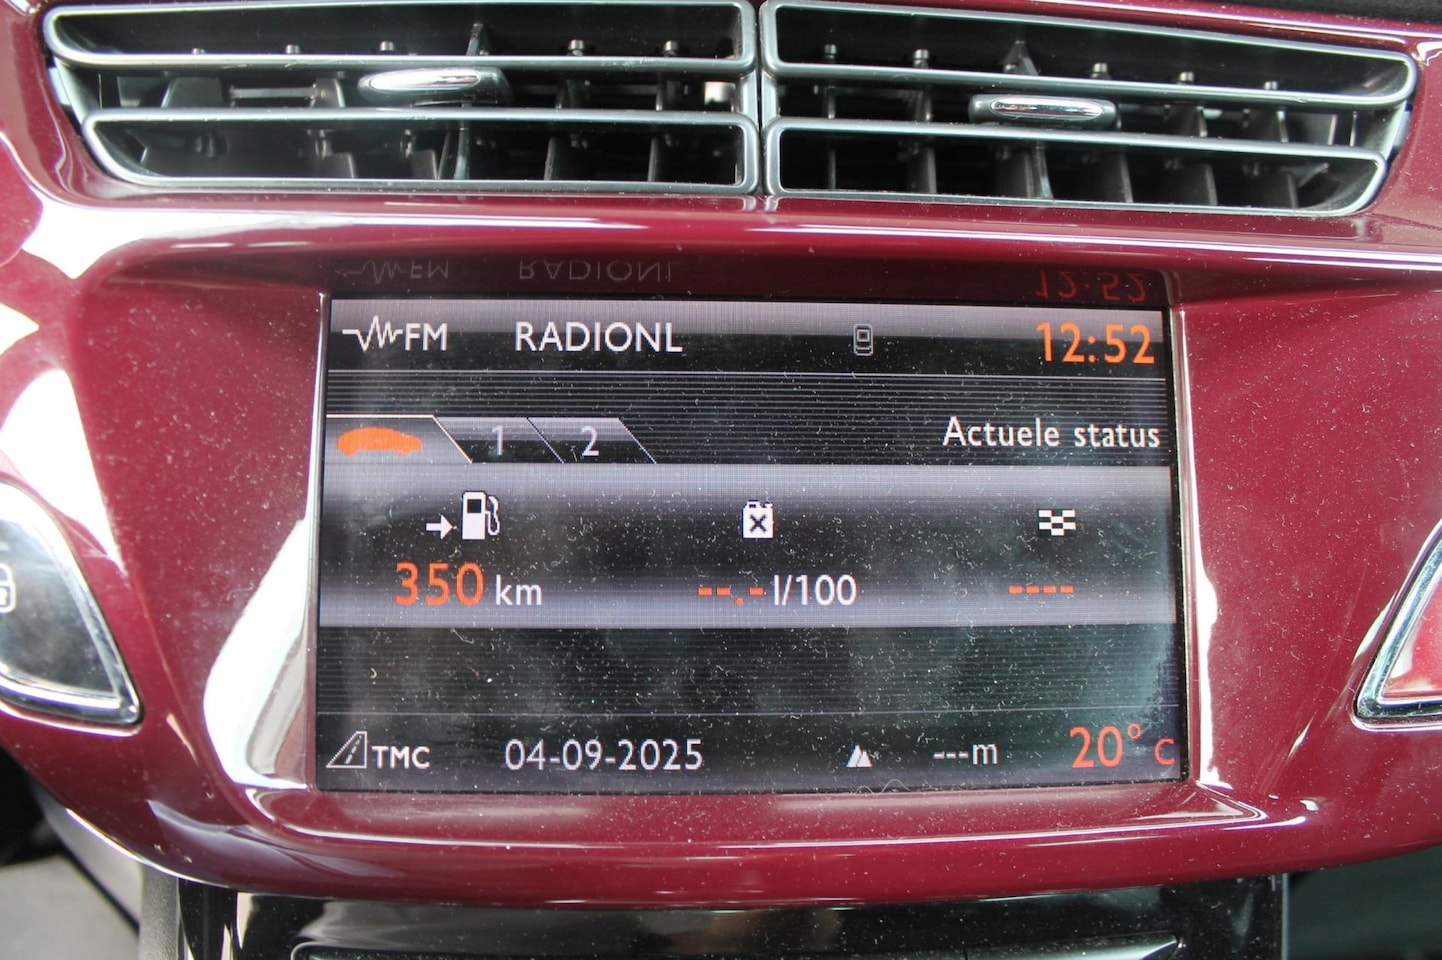 FM RADIONL 12:52
1 2 Actuele status
350 km --.- l/100 ----
TMC 04-09-2025 ---m 20° C